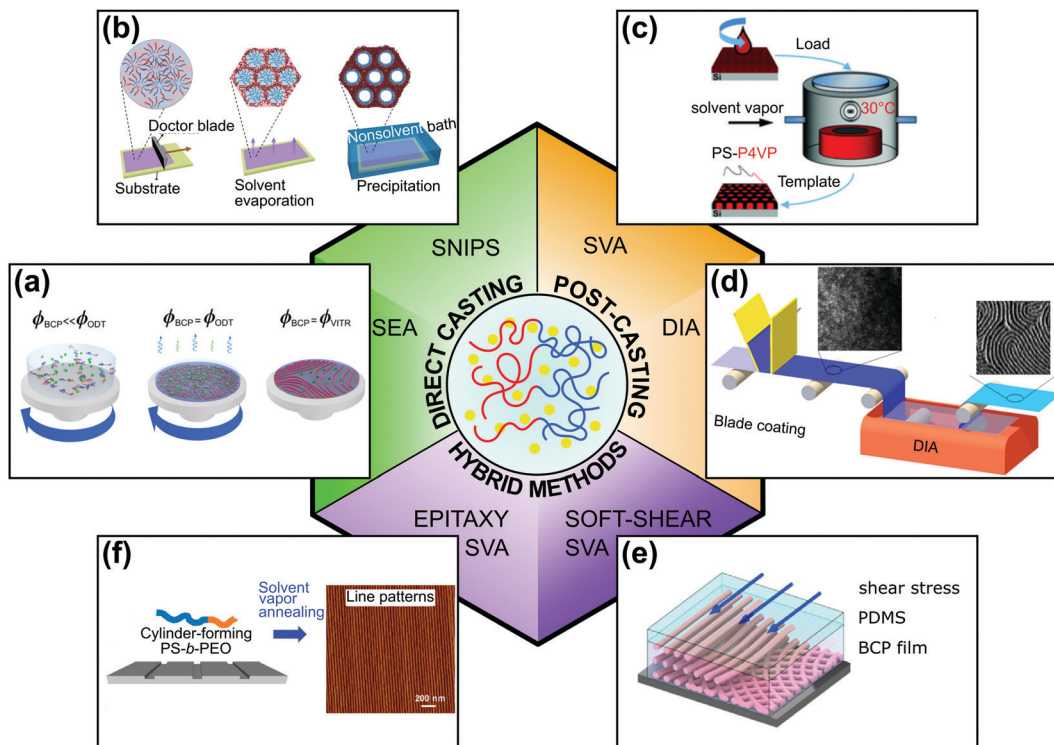 (b)
Doctor blade
Substrate
Solvent
evaporation
Nonsolvent bath
Precipitation
(c)
Load
Si
solvent vapor
30°C
PS-P4VP
Template
Si
SNIPS
SVA
(a)
ϕBCP<<ϕODT
ϕBCP=ϕODT
ϕBCP=ϕVITR
SEA
DIRECT CASTING
POST-CASTING
DIA
(d)
Blade coating
DIA
HYBRID METHODS
EPITAXY
SVA
SOFT-SHEAR
SVA
(f)
Cylinder-forming
PS-b-PEO
Solvent
vapor
annealing
Line patterns
200 nm
(e)
shear stress
PDMS
BCP film